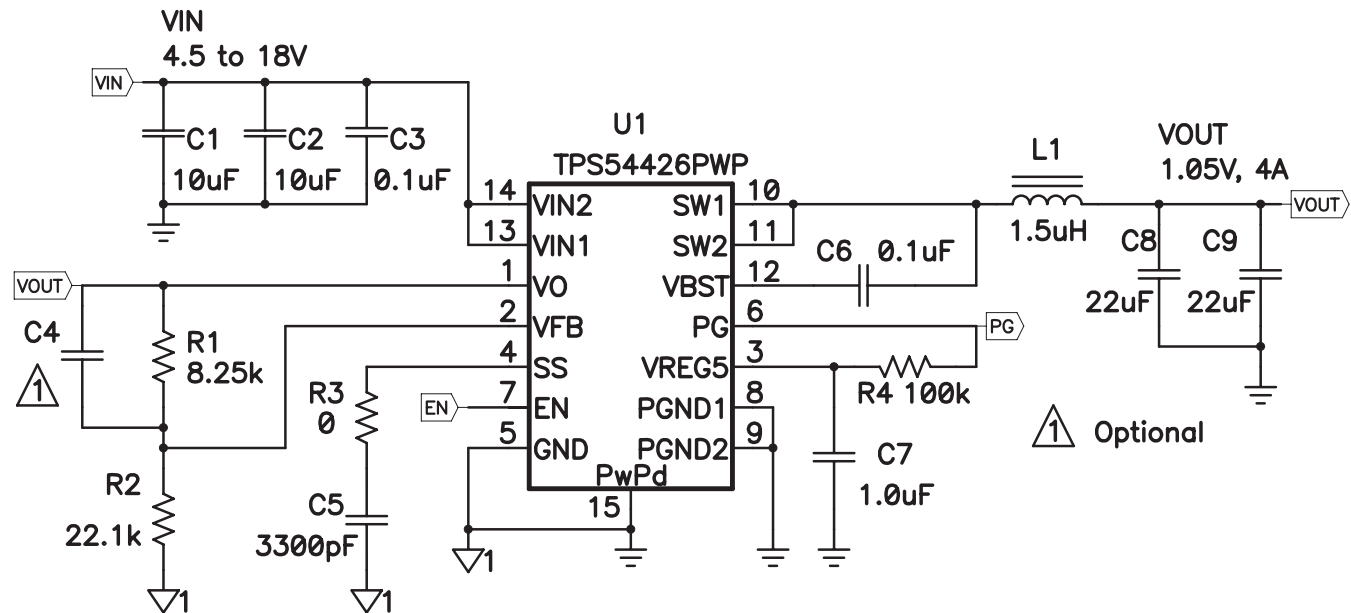 VIN
4.5 to 18V
VIN
C1
10uF
C2
10uF
C3
0.1uF
U1
TPS54426PWP
14
VIN2
13
VIN1
1
VO
2
VFB
4
SS
7
EN
5
GND
PwPd
15
SW1
10
SW2
11
VBST
12
PG
6
VREG5
3
PGND1
8
PGND2
9
L1
1.5uH
VOUT
1.05V, 4A
VOUT
C6
0.1uF
C8
22uF
C9
22uF
PG
R4 100k
C7
1.0uF
1 Optional
VOUT
C4
1
R1
8.25k
R2
22.1k
R3
0
EN
C5
3300pF
1
1
1